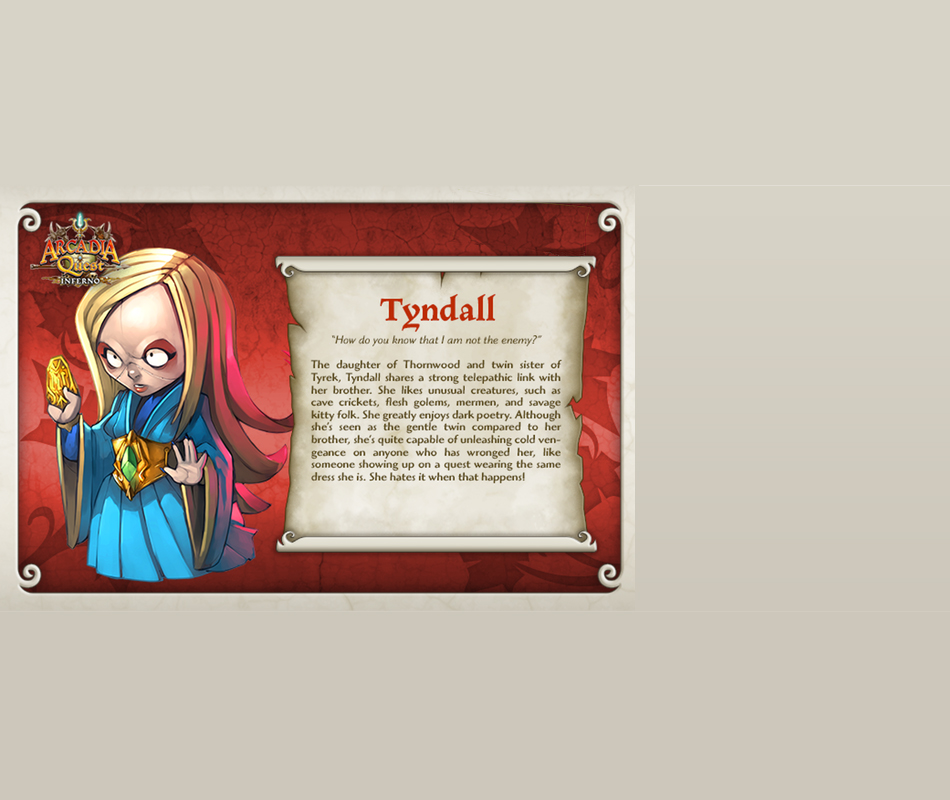 ARCADIA
Quest
INFERNO
Tyndall
"How do you know that I am not the enemy?"
The daughter of Thornwood and twin sister of
Tyrek, Tyndall shares a strong telepathic link with
her brother. She likes unusual creatures, such as
cave crickets, flesh golems, mermen, and savage
kitty folk. She greatly enjoys dark poetry. Although
she's seen as the gentle twin compared to her
brother, she's quite capable of unleashing cold ven-
geance on anyone who has wronged her, like
someone showing up on a quest wearing the same
dress she is. She hates it when that happens!